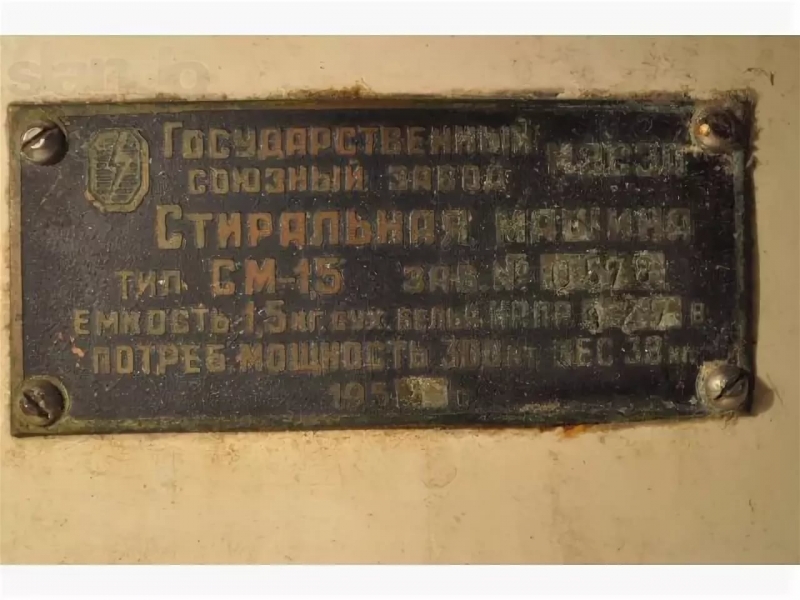 san_lo
Государственный
союзный завод
Стиральная машина
тип СМ-15 зав.№
емкость 1,5 кг. сух. белья напр. в.
потреб мощность 300 вт вес 38 кг.